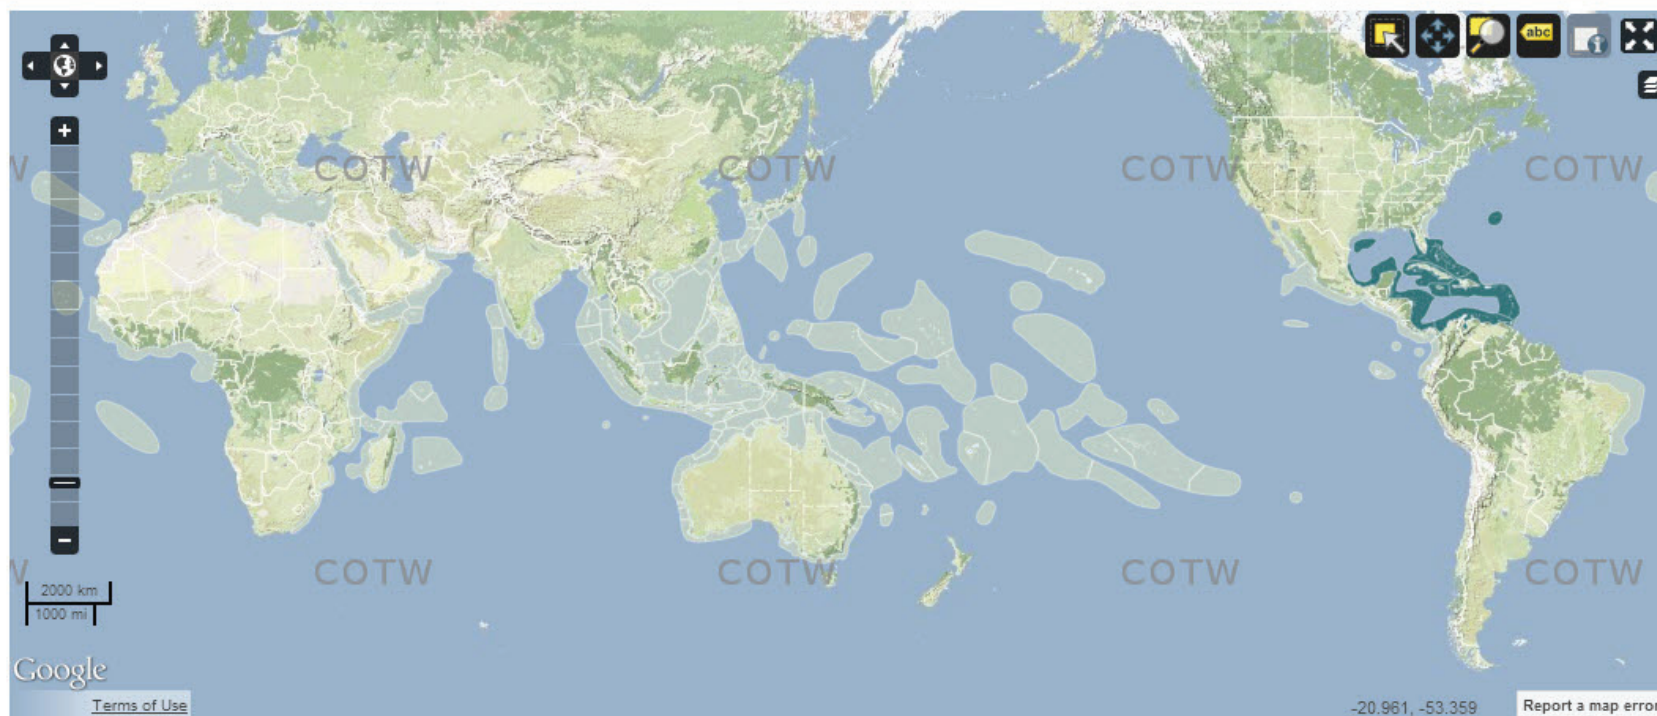 abc
W COTW COTW COTW COTW
W COTW COTW COTW COTW
2000 km
1000 mi
Google
Terms of Use
-20.961, -53.359
Report a map error